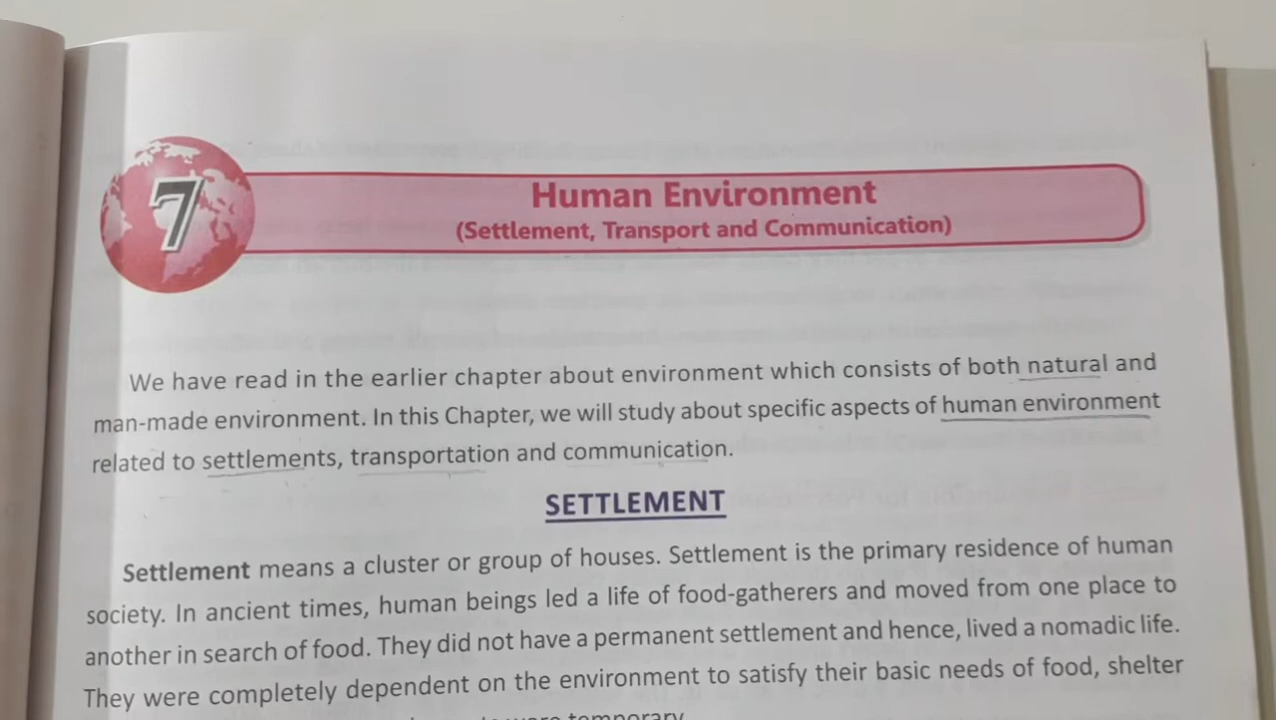 7
Human Environment
(Settlement, Transport and Communication)
We have read in the earlier chapter about environment which consists of both natural and
man-made environment. In this Chapter, we will study about specific aspects of human environment
related to settlements, transportation and communication.
SETTLEMENT
Settlement means a cluster or group of houses. Settlement is the primary residence of human
society. In ancient times, human beings led a life of food-gatherers and moved from one place to
another in search of food. They did not have a permanent settlement and hence, lived a nomadic life.
They were completely dependent on the environment to satisfy their basic needs of food, shelter
were temporary